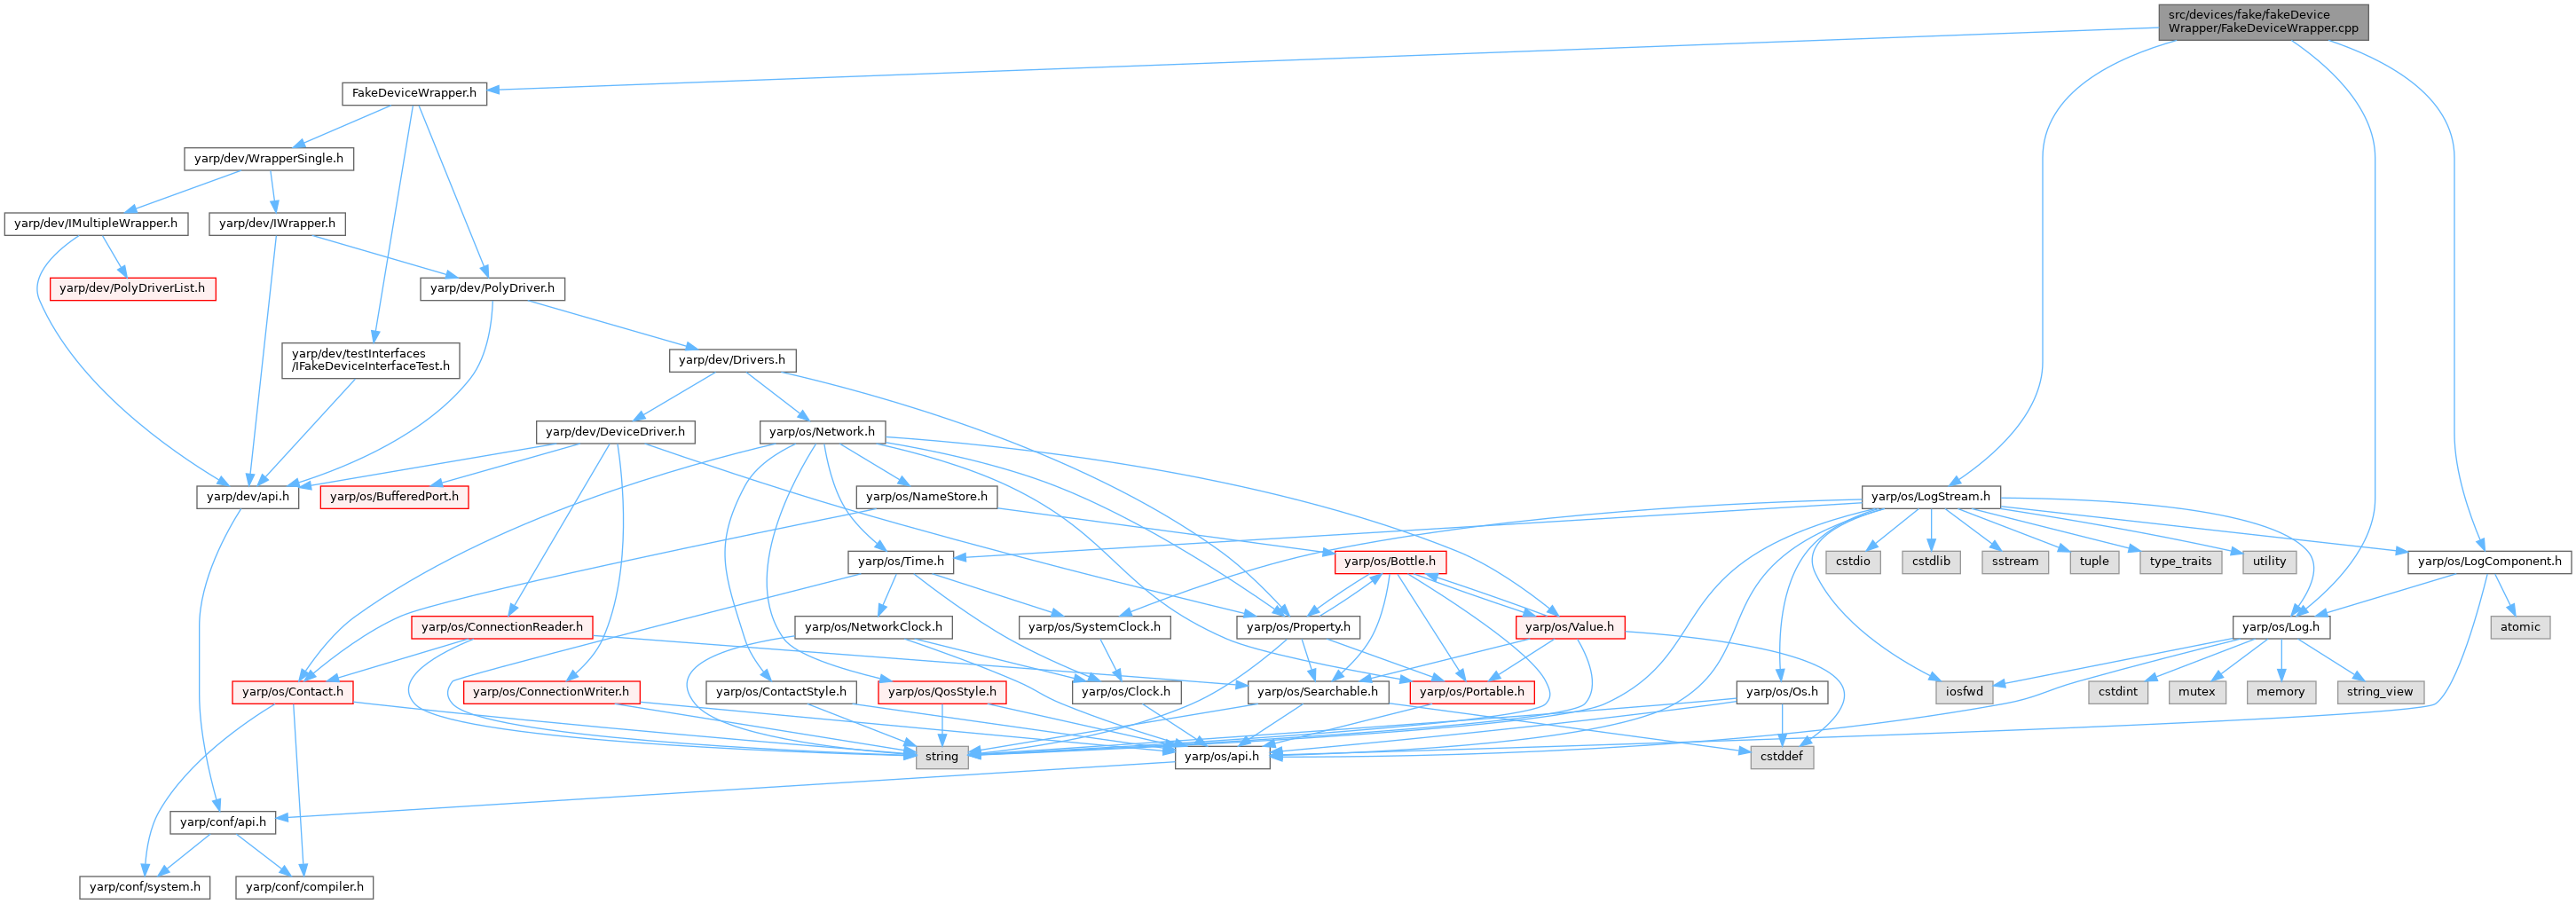 src/devices/fake/fakeDevice
Wrapper/FakeDeviceWrapper.cpp
FakeDeviceWrapper.h
yarp/dev/WrapperSingle.h
yarp/dev/IMultipleWrapper.h
yarp/dev/IWrapper.h
yarp/dev/PolyDriverList.h
yarp/dev/PolyDriver.h
yarp/dev/testInterfaces
/IFakeDeviceInterfaceTest.h
yarp/dev/Drivers.h
yarp/dev/DeviceDriver.h
yarp/os/Network.h
yarp/dev/api.h
yarp/os/BufferedPort.h
yarp/os/NameStore.h
yarp/os/LogStream.h
yarp/os/Time.h
yarp/os/Bottle.h
cstdio
cstdlib
sstream
tuple
type_traits
utility
yarp/os/LogComponent.h
yarp/os/ConnectionReader.h
yarp/os/NetworkClock.h
yarp/os/SystemClock.h
yarp/os/Property.h
yarp/os/Value.h
yarp/os/Log.h
atomic
yarp/os/Contact.h
yarp/os/ConnectionWriter.h
yarp/os/ContactStyle.h
yarp/os/QosStyle.h
yarp/os/Clock.h
yarp/os/Searchable.h
yarp/os/Portable.h
yarp/os/Os.h
iosfwd
cstdint
mutex
memory
string_view
string
yarp/os/api.h
cstddef
yarp/conf/api.h
yarp/conf/system.h
yarp/conf/compiler.h